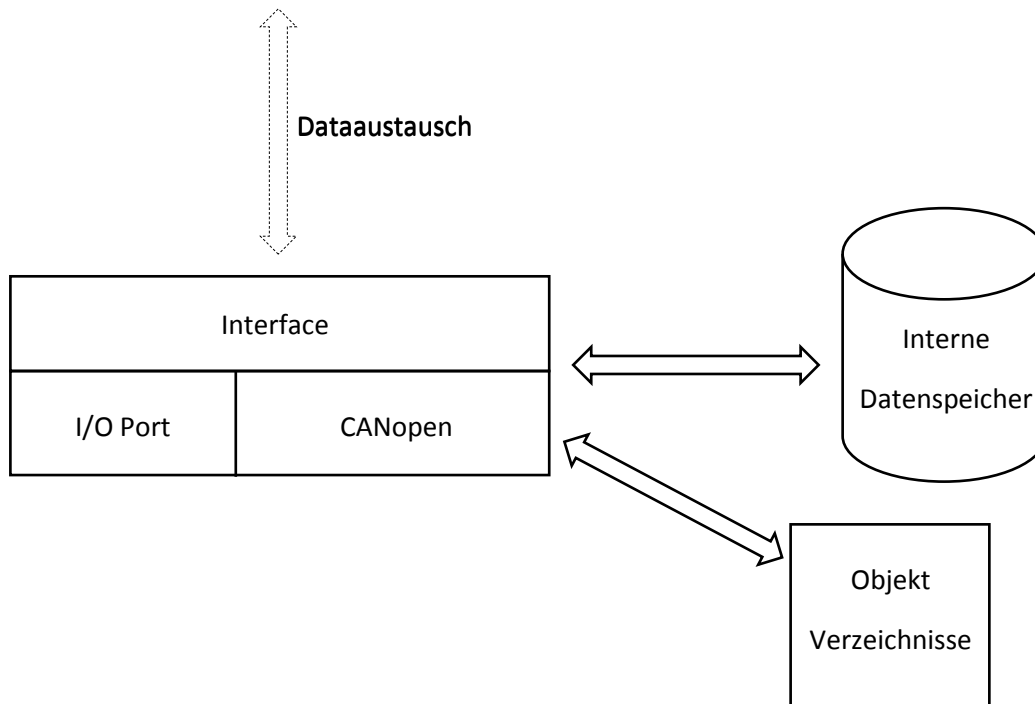 Dataaustausch
Interface
I/O Port
CANopen
Interne
Datenspeicher
Objekt
Verzeichnisse